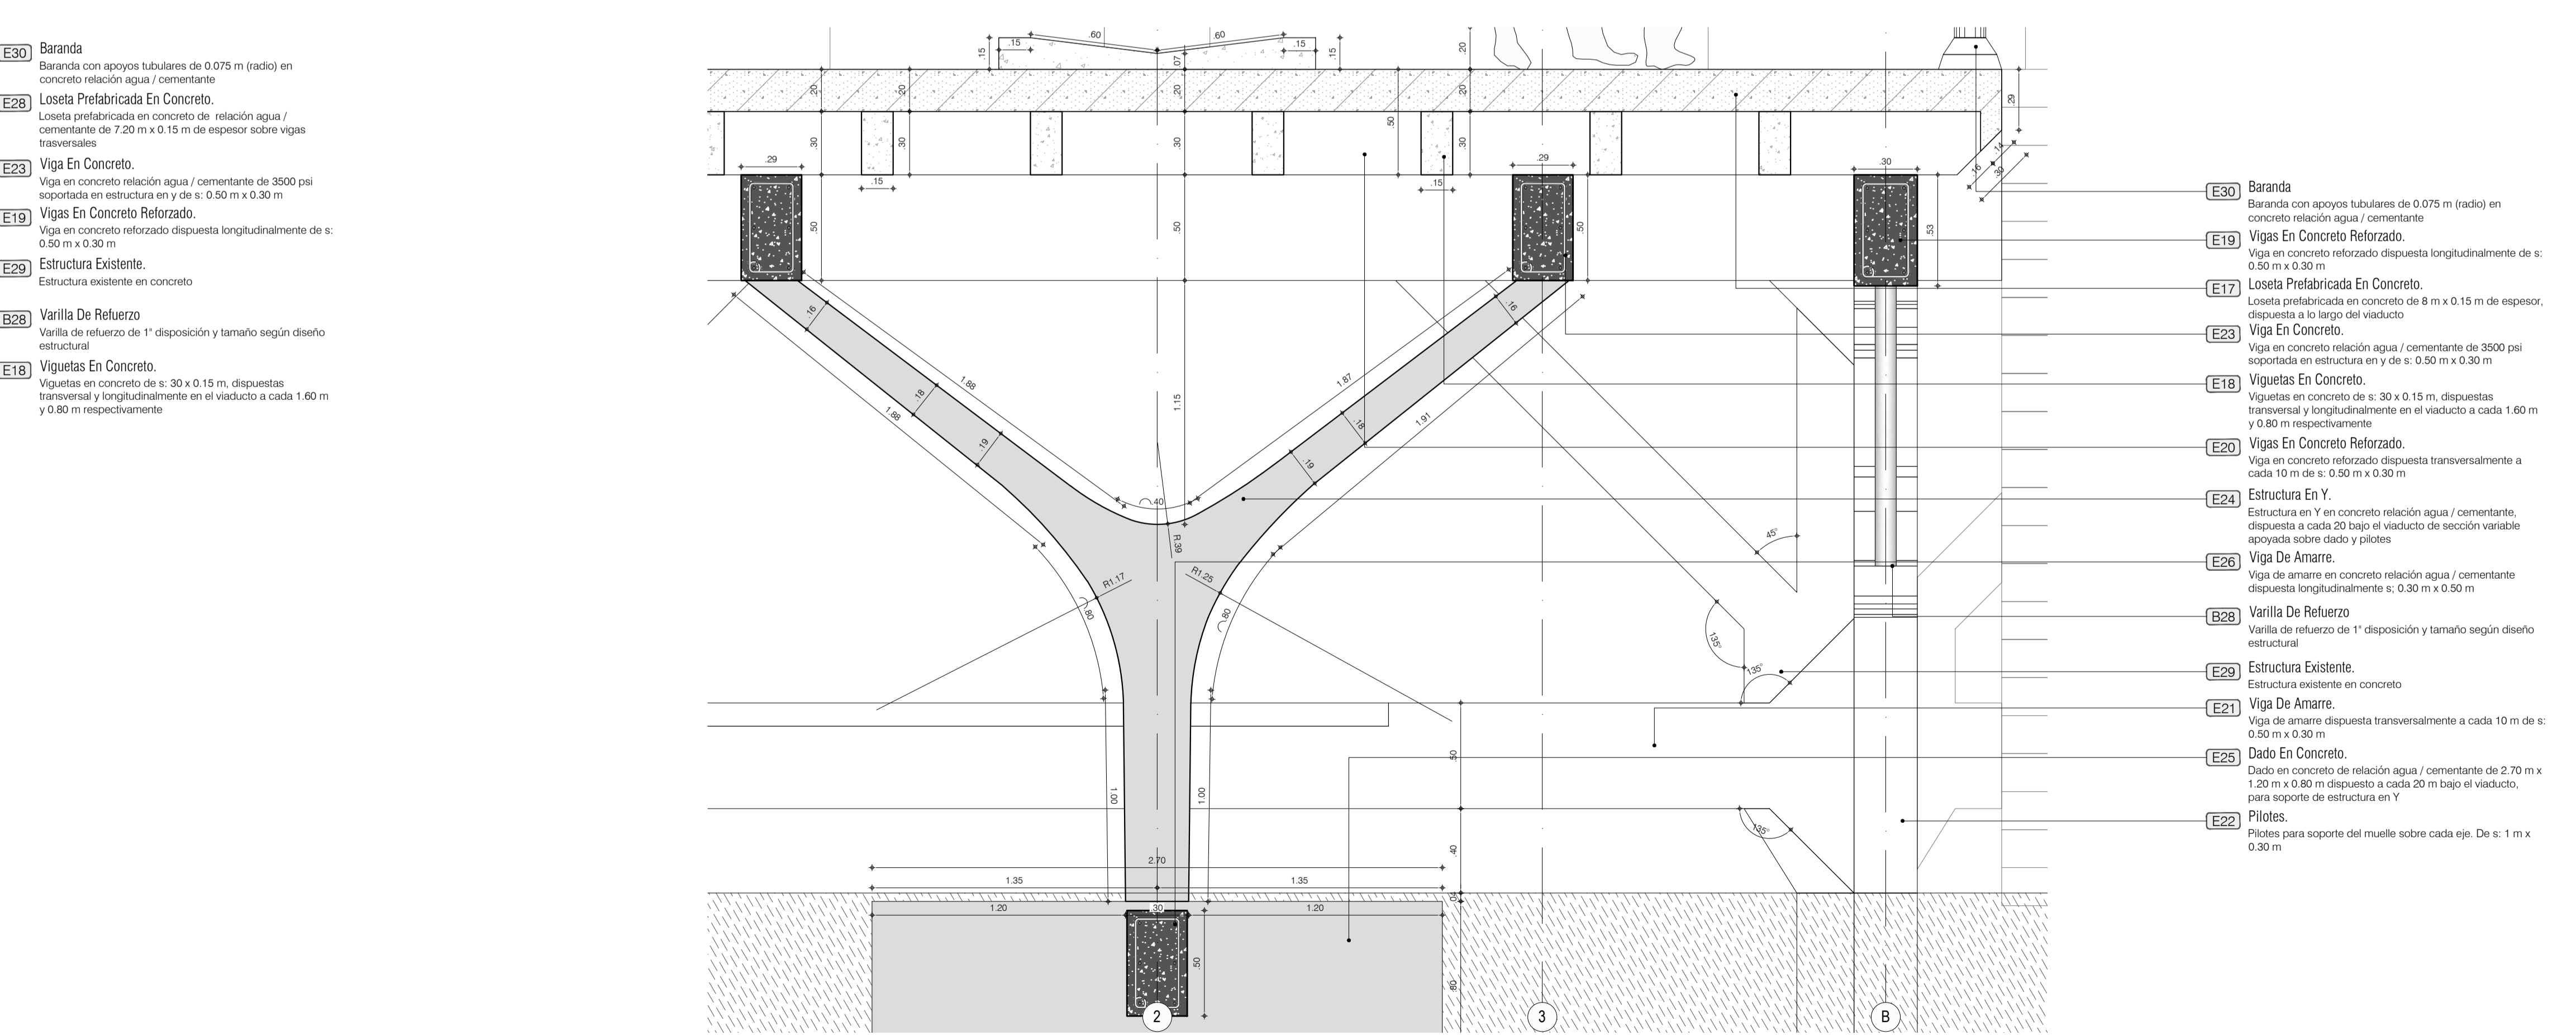 E30 Baranda
Baranda con apoyos tubulares de 0.075 m (radio) en
concreto relación agua / cementante
E28 Loseta Prefabricada En Concreto.
Loseta prefabricada en concreto de relación agua /
cementante de 7.20 m x 0.15 m de espesor sobre vigas
trasversales
E23 Viga En Concreto.
Viga en concreto relación agua / cementante de 3500 psi
soportada en estructura en y de s: 0.50 m x 0.30 m
E19 Vigas En Concreto Reforzado.
Viga en concreto reforzado dispuesta longitudinalmente de s:
0.50 m x 0.30 m
E29 Estructura Existente.
Estructura existente en concreto
B28 Varilla De Refuerzo
Varilla de refuerzo de 1" disposición y tamaño según diseño
estructural
E18 Viguetas En Concreto.
Viguetas en concreto de s: 30 x 0.15 m, dispuestas
transversal y longitudinalmente en el viaducto a cada 1.60 m
y 0.80 m respectivamente
.15
.15
.60
.60
.15
.15
.07
.20
.20
.20
.20
.20
.30
.30
.30
.50
.30
.29
.15
.15
.29
.30
.29
.14
.16
.30
.50
.50
.50
.53
.16
.16
.18
.19
1.88
1.88
1.15
1.87
1.91
.18
.19
.40
R.39
R1.17
R1.25
.80
.80
45°
135°
135°
135°
1.00
1.00
.50
.40
2.70
1.35
1.35
1.20
.30
1.20
.50
.80
2
3
B
E30 Baranda
Baranda con apoyos tubulares de 0.075 m (radio) en
concreto relación agua / cementante
E19 Vigas En Concreto Reforzado.
Viga en concreto reforzado dispuesta longitudinalmente de s:
0.50 m x 0.30 m
E17 Loseta Prefabricada En Concreto.
Loseta prefabricada en concreto de 8 m x 0.15 m de espesor,
dispuesta a lo largo del viaducto
E23 Viga En Concreto.
Viga en concreto relación agua / cementante de 3500 psi
soportada en estructura en y de s: 0.50 m x 0.30 m
E18 Viguetas En Concreto.
Viguetas en concreto de s: 30 x 0.15 m, dispuestas
transversal y longitudinalmente en el viaducto a cada 1.60 m
y 0.80 m respectivamente
E20 Vigas En Concreto Reforzado.
Viga en concreto reforzado dispuesta transversalmente a
cada 10 m de s: 0.50 m x 0.30 m
E24 Estructura En Y.
Estructura en Y en concreto relación agua / cementante,
dispuesta a cada 20 bajo el viaducto de sección variable
apoyada sobre dado y pilotes
E26 Viga De Amarre.
Viga de amarre en concreto relación agua / cementante
dispuesta longitudinalmente s; 0.30 m x 0.50 m
B28 Varilla De Refuerzo
Varilla de refuerzo de 1" disposición y tamaño según diseño
estructural
E29 Estructura Existente.
Estructura existente en concreto
E21 Viga De Amarre.
Viga de amarre dispuesta transversalmente a cada 10 m de s:
0.50 m x 0.30 m
E25 Dado En Concreto.
Dado en concreto de relación agua / cementante de 2.70 m x
1.20 m x 0.80 m dispuesto a cada 20 m bajo el viaducto,
para soporte de estructura en Y
E22 Pilotes.
Pilotes para soporte del muelle sobre cada eje. De s: 1 m x
0.30 m